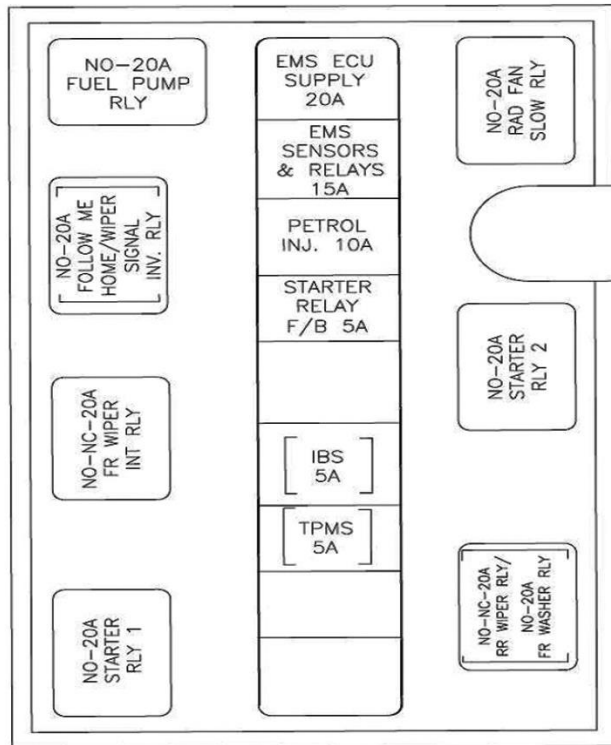 NO-20A
FUEL PUMP
RLY
NO-20A
FOLLOW ME
HOME/WIPER
SIGNAL
INV. RLY
NO-NC-20A
FR WIPER
INT RLY
NO-20A
STARTER
RLY 1
EMS ECU
SUPPLY
20A
EMS
SENSORS
& RELAYS
15A
PETROL
INJ. 10A
STARTER
RELAY
F/B 5A
IBS
5A
TPMS
5A
NO-20A
RAD FAN
SLOW RLY
NO-20A
STARTER
RLY 2
NO-NC-20A
RR WIPER RLY/
NO-20A
FR WASHER RLY